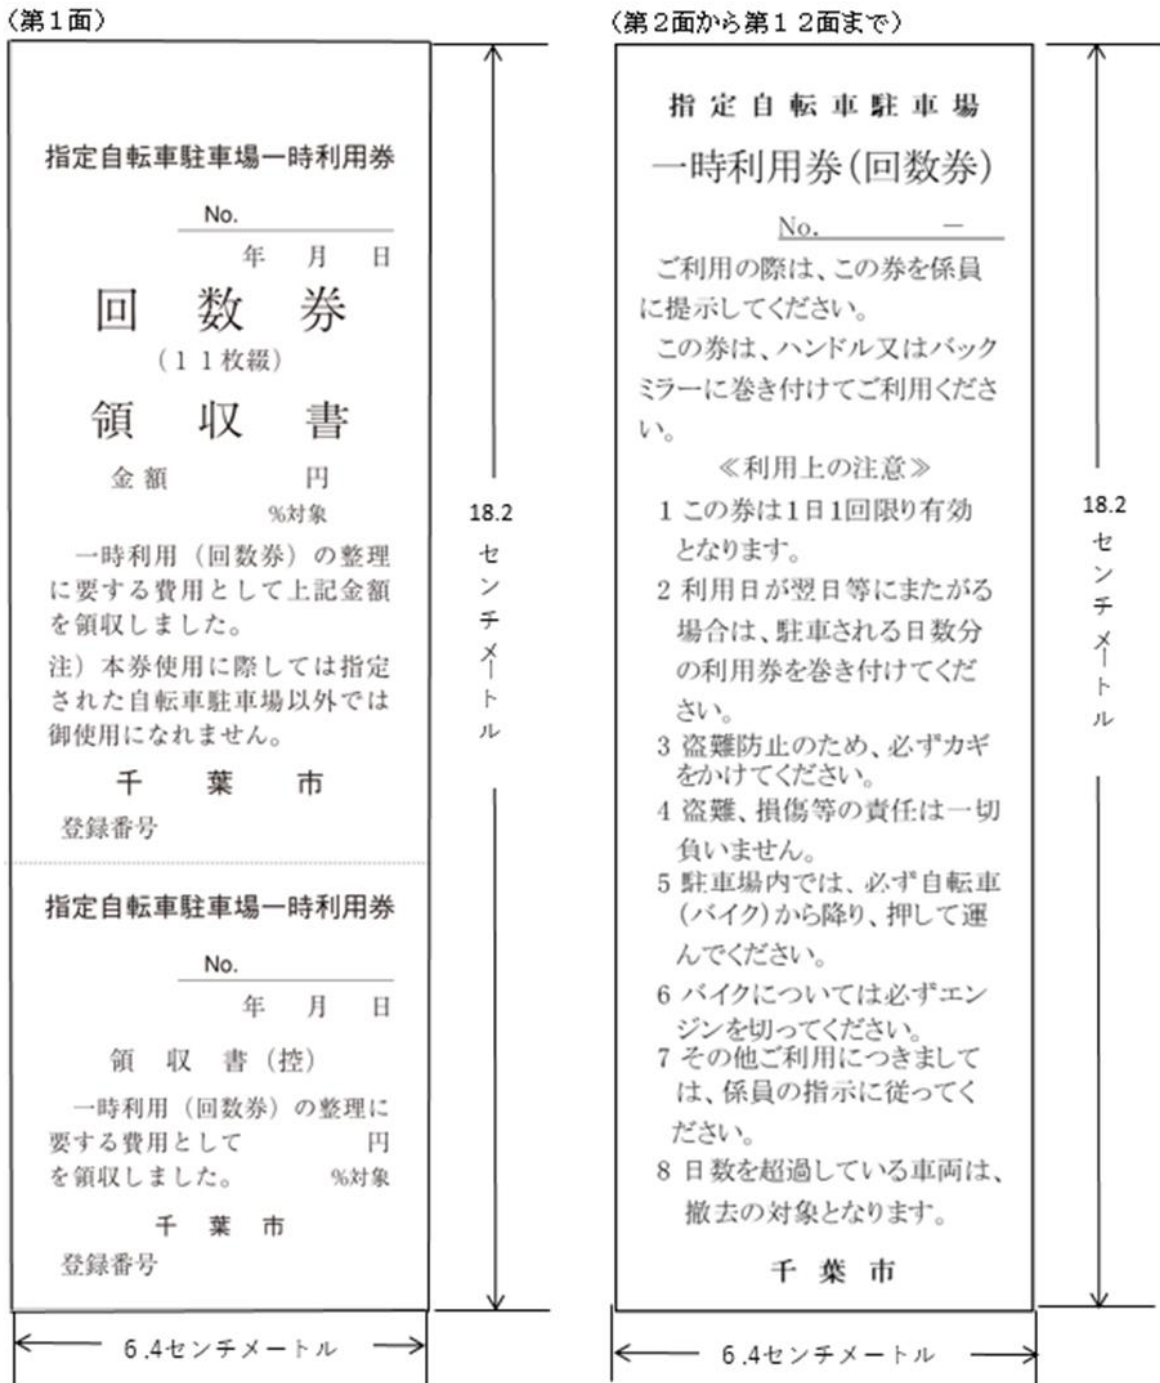 (第1面)
指定自転車駐車場一時利用券
No.
年 月 日
回 数 券
(11枚綴)
領 収 書
金額 円
%対象
一時利用(回数券)の整理
に要する費用として上記金額
を領収しました。
注)本券使用に際しては指定
された自転車駐車場以外では
御使用になれません。
千 葉 市
登録番号
指定自転車駐車場一時利用券
No.
年 月 日
領 収 書(控)
一時利用(回数券)の整理に
要する費用として 円
を領収しました。 %対象
千 葉 市
登録番号
18.2
センチメートル
6.4センチメートル
(第2面から第12面まで)
指定自転車駐車場
一時利用券(回数券)
No. ー
ご利用の際は、この券を係員
に提示してください。
この券は、ハンドル又はバック
ミラーに巻き付けてご利用くださ
い。
≪利用上の注意≫
1 この券は1日1回限り有効
となります。
2 利用日が翌日等にまたがる
場合は、駐車される日数分
の利用券を巻き付けてくだ
さい。
3 盗難防止のため、必ずカギ
をかけてください。
4 盗難、損傷等の責任は一切
負いません。
5 駐車場内では、必ず自転車
(バイク)から降り、押して運
んでください。
6 バイクについては必ずエン
ジンを切ってください。
7 その他ご利用につきまして
は、係員の指示に従ってく
ださい。
8 日数を超過している車両は、
撤去の対象となります。
千 葉 市
18.2
センチメートル
6.4センチメートル